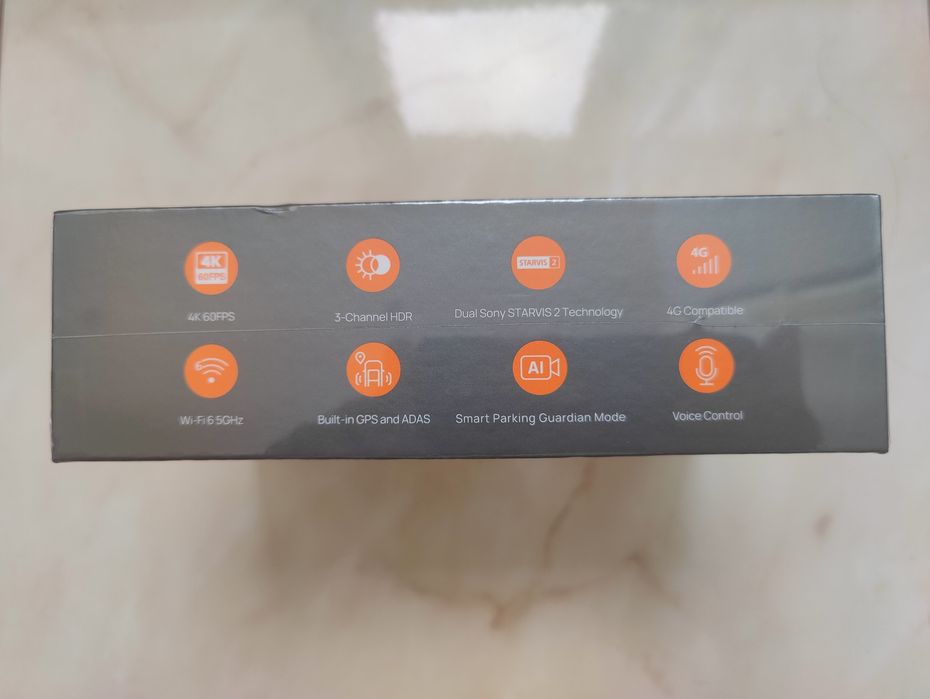 4K
60FPS
STARVIS 2
4G
4K 60FPS
3-Channel HDR
Dual Sony STARVIS 2 Technology
4G Compatible
6
AI
Wi-Fi 6 5GHz
Built-in GPS and ADAS
Smart Parking Guardian Mode
Voice Control